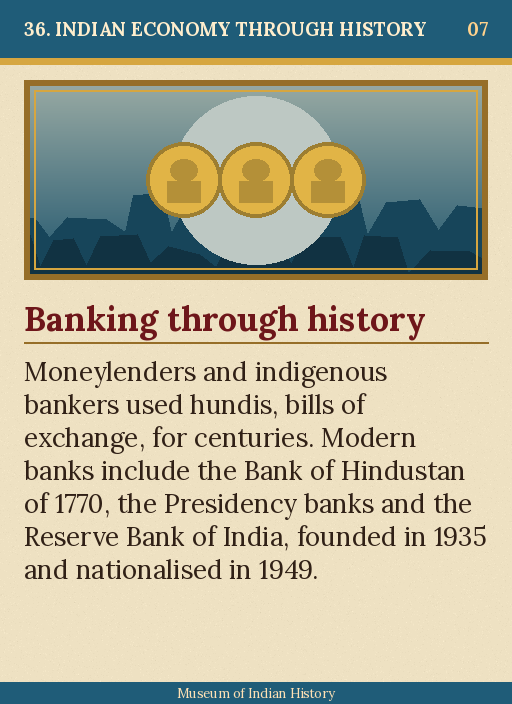 36. INDIAN ECONOMY THROUGH HISTORY 07
Banking through history
Moneylenders and indigenous
bankers used hundis, bills of
exchange, for centuries. Modern
banks include the Bank of Hindustan
of 1770, the Presidency banks and the
Reserve Bank of India, founded in 1935
and nationalised in 1949.
Museum of Indian History